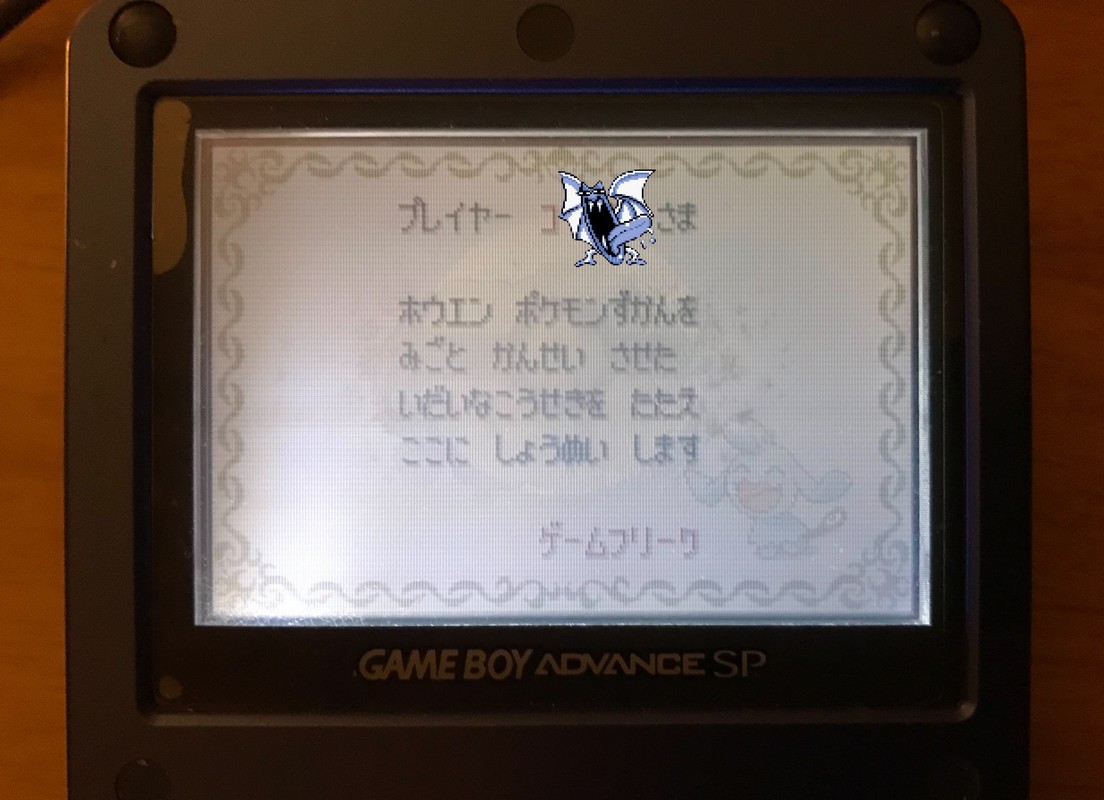 プレイヤー コ さま
ホウエン ポケモンずかんを
みごと かんせい させた
いだいなこうせきを たたえ
ここに しょうめい します
ゲームフリーク
GAME BOY ADVANCE SP